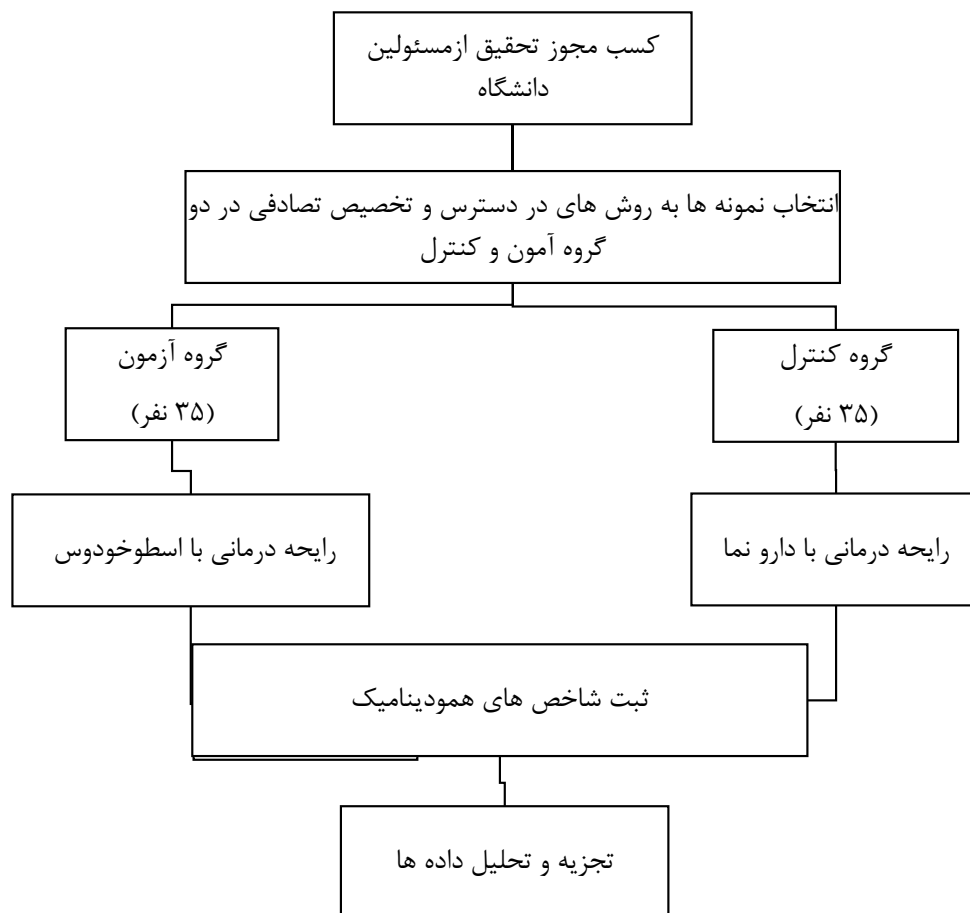 کسب مجوز تحقیق ازمسئولین
دانشگاه
انتخاب نمونه ها به روش های در دسترس و تخصیص تصادفی در دو
گروه آمون و کنترل
گروه کنترل
(۳۵ نفر)
گروه آزمون
(۳۵ نفر)
رایحه درمانی با دارو نما
رایحه درمانی با اسطوخودوس
ثبت شاخص های همودینامیک
تجزیه و تحلیل داده ها